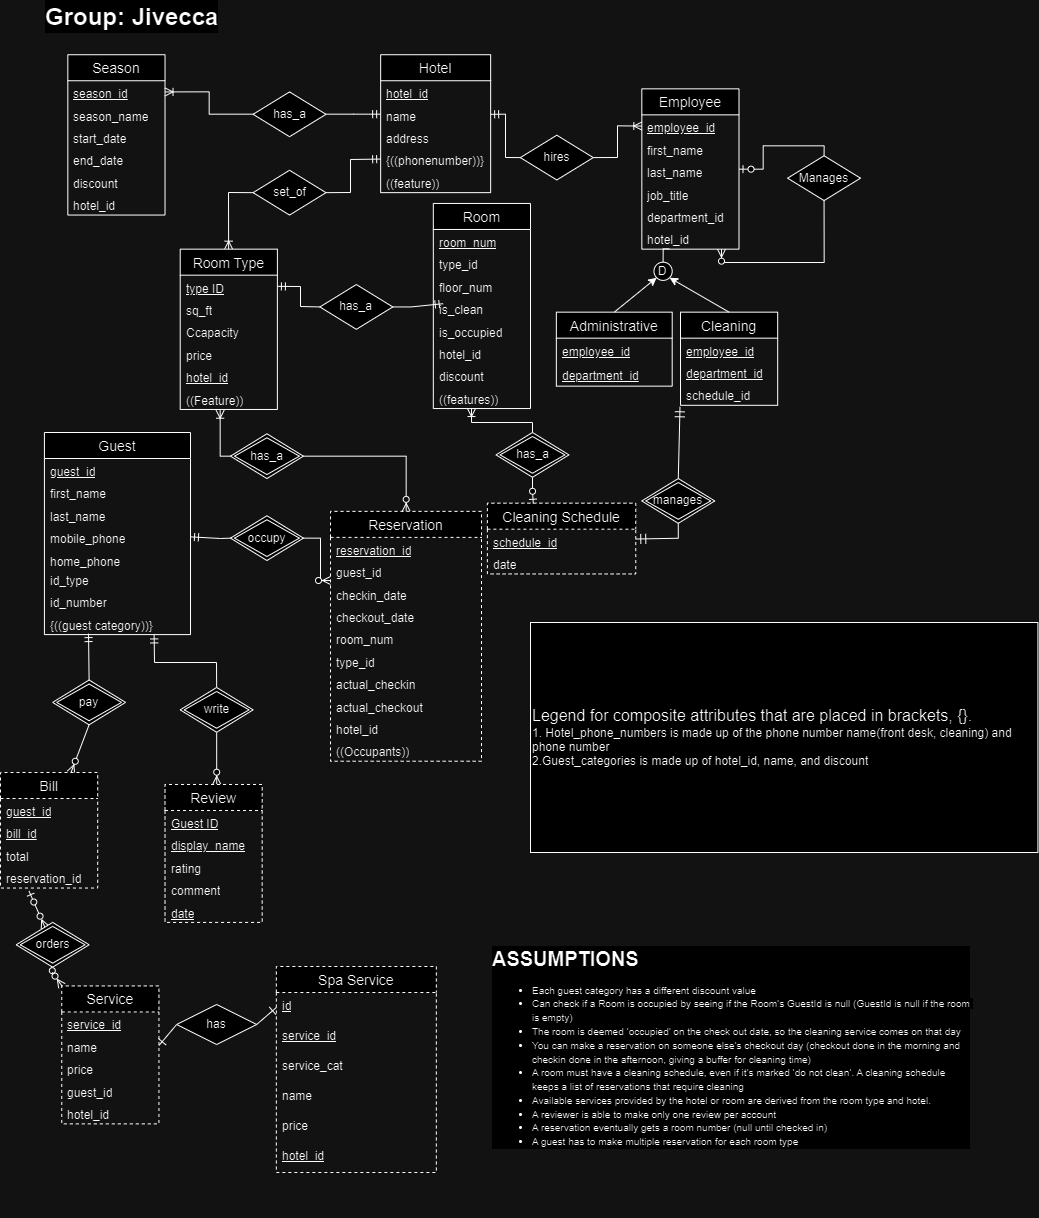 Group: Jivecca
Season
season_id
season_name
start_date
end_date
discount
hotel_id
has_a
Hotel
hotel_id
name
address
{((phonenumber))}
((feature))
set_of
hires
Employee
employee_id
first_name
last_name
job_title
department_id
hotel_id
Manages
D
Administrative
employee_id
department_id
Cleaning
employee_id
department_id
schedule_id
Room Type
type ID
sq_ft
Ccapacity
price
hotel_id
((Feature))
has_a
Room
room_num
type_id
floor_num
is_clean
is_occupied
hotel_id
discount
((features))
has_a
has_a
manages
Cleaning Schedule
schedule_id
date
Guest
guest_id
first_name
last_name
mobile_phone
home_phone
id_type
id_number
{((guest category))}
occupy
Reservation
reservation_id
guest_id
checkin_date
checkout_date
room_num
type_id
actual_checkin
actual_checkout
hotel_id
((Occupants))
pay
write
Bill
guest_id
bill_id
total
reservation_id
Review
Guest ID
display_name
rating
comment
date
orders
Service
service_id
name
price
guest_id
hotel_id
has
Spa Service
id
service_id
service_cat
name
price
hotel_id
Legend for composite attributes that are placed in brackets, {}.
1. Hotel_phone_numbers is made up of the phone number name(front desk, cleaning) and
phone number
2.Guest_categories is made up of hotel_id, name, and discount
ASSUMPTIONS
• Each guest category has a different discount value
• Can check if a Room is occupied by seeing if the Room's GuestId is null (GuestId is null if the room
is empty)
• The room is deemed 'occupied' on the check out date, so the cleaning service comes on that day
• You can make a reservation on someone else's checkout day (checkout done in the morning and
checkin done in the afternoon, giving a buffer for cleaning time)
• A room must have a cleaning schedule, even if it's marked 'do not clean'. A cleaning schedule
keeps a list of reservations that require cleaning
• Available services provided by the hotel or room are derived from the room type and hotel.
• A reviewer is able to make only one review per account
• A reservation eventually gets a room number (null until checked in)
• A guest has to make multiple reservation for each room type